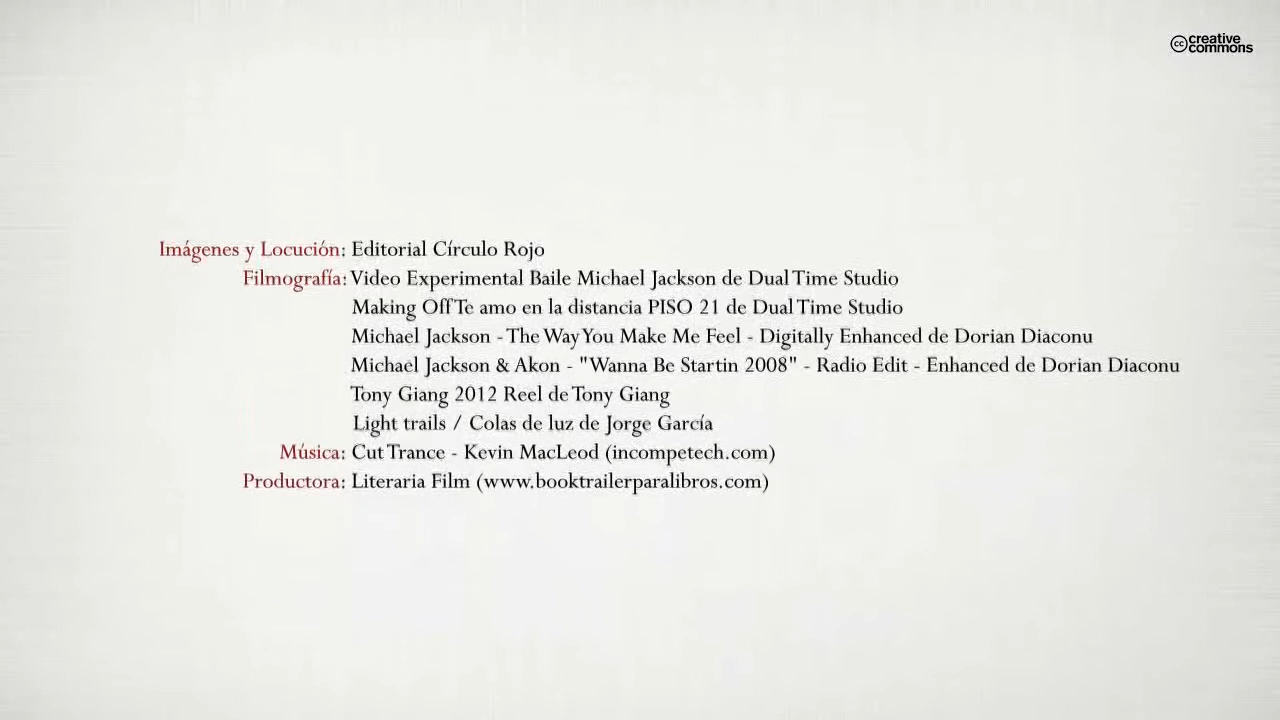 cc creative
commons
Imágenes y Locución: Editorial Círculo Rojo
Filmografía: Video Experimental Baile Michael Jackson de Dual Time Studio
Making Off Te amo en la distancia PISO 21 de Dual Time Studio
Michael Jackson - The Way You Make Me Feel - Digitally Enhanced de Dorian Diaconu
Michael Jackson & Akon - "Wanna Be Startin 2008" - Radio Edit - Enhanced de Dorian Diaconu
Tony Giang 2012 Reel de Tony Giang
Light trails / Colas de luz de Jorge García
Música: Cut Trance - Kevin MacLeod (incompetech.com)
Productora: Literaria Film (www.booktrailerparalibros.com)